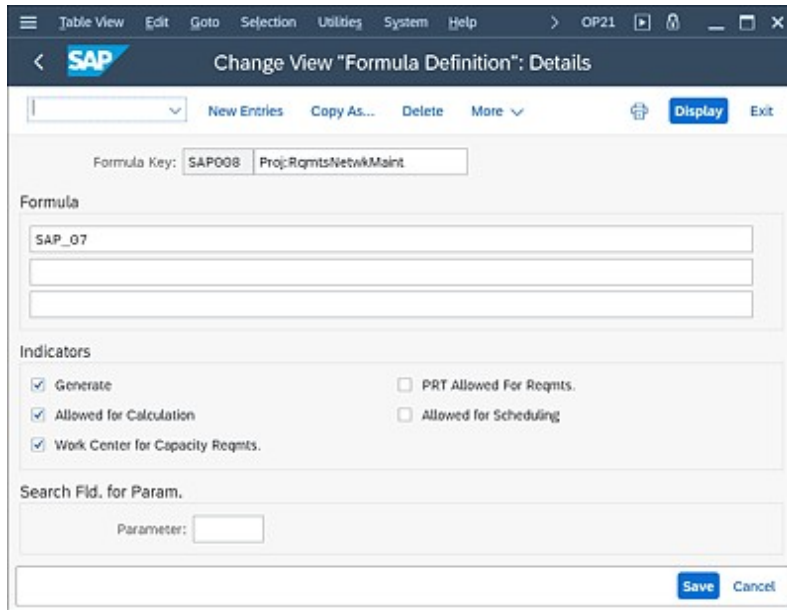 Table View Edit Goto Selection Utilities System Help > OP21
< SAP Change View "Formula Definition": Details
New Entries Copy As... Delete More Display Exit
Formula Key: SAP008 Proj:RqmtsNetwkMaint
Formula
SAP_07
Indicators
Generate PRT Allowed For Reqmts.
Allowed for Calculation Allowed for Scheduling
Work Center for Capacity Reqmts.
Search Fld. for Param.
Parameter:
Save Cancel